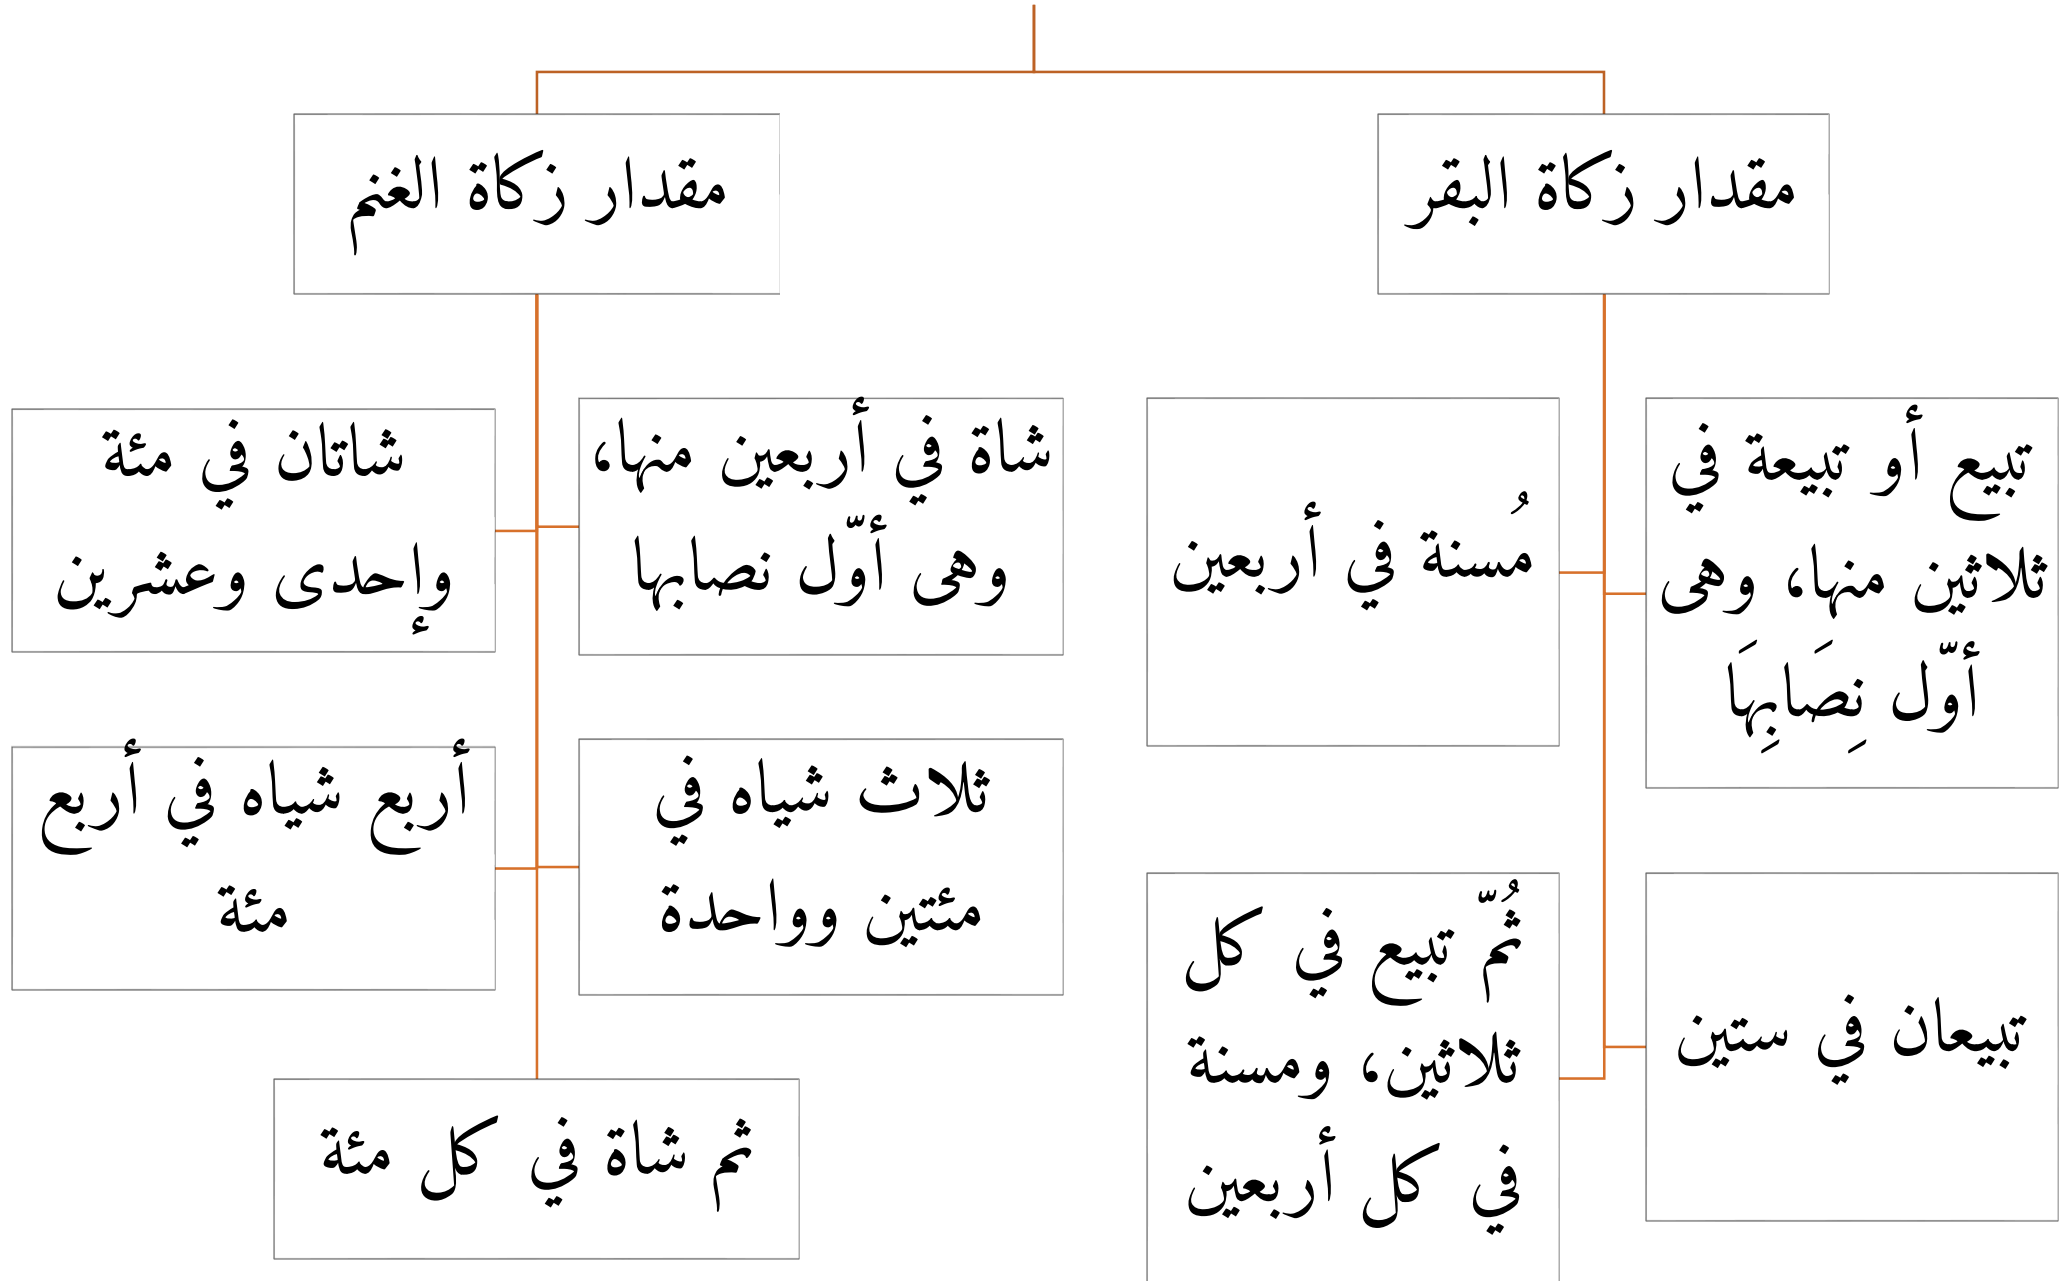 مقدار زكاة البقر
تبيع أو تبيعة في
ثلاثين منها، وهى
أوّل نِصَابِهَا
مُسنة في أربعين
تبيعان في ستين
ثُمّ تبيع في كل
ثلاثين، ومسنة
في كل أربعين
مقدار زكاة الغنم
شاة في أربعين منها،
وهى أوّل نصابها
شاتان في مئة
وإحدى وعشرين
ثلاث شياه في
مئتين وواحدة
أربع شياه في أربع
مئة
ثم شاة في كل مئة